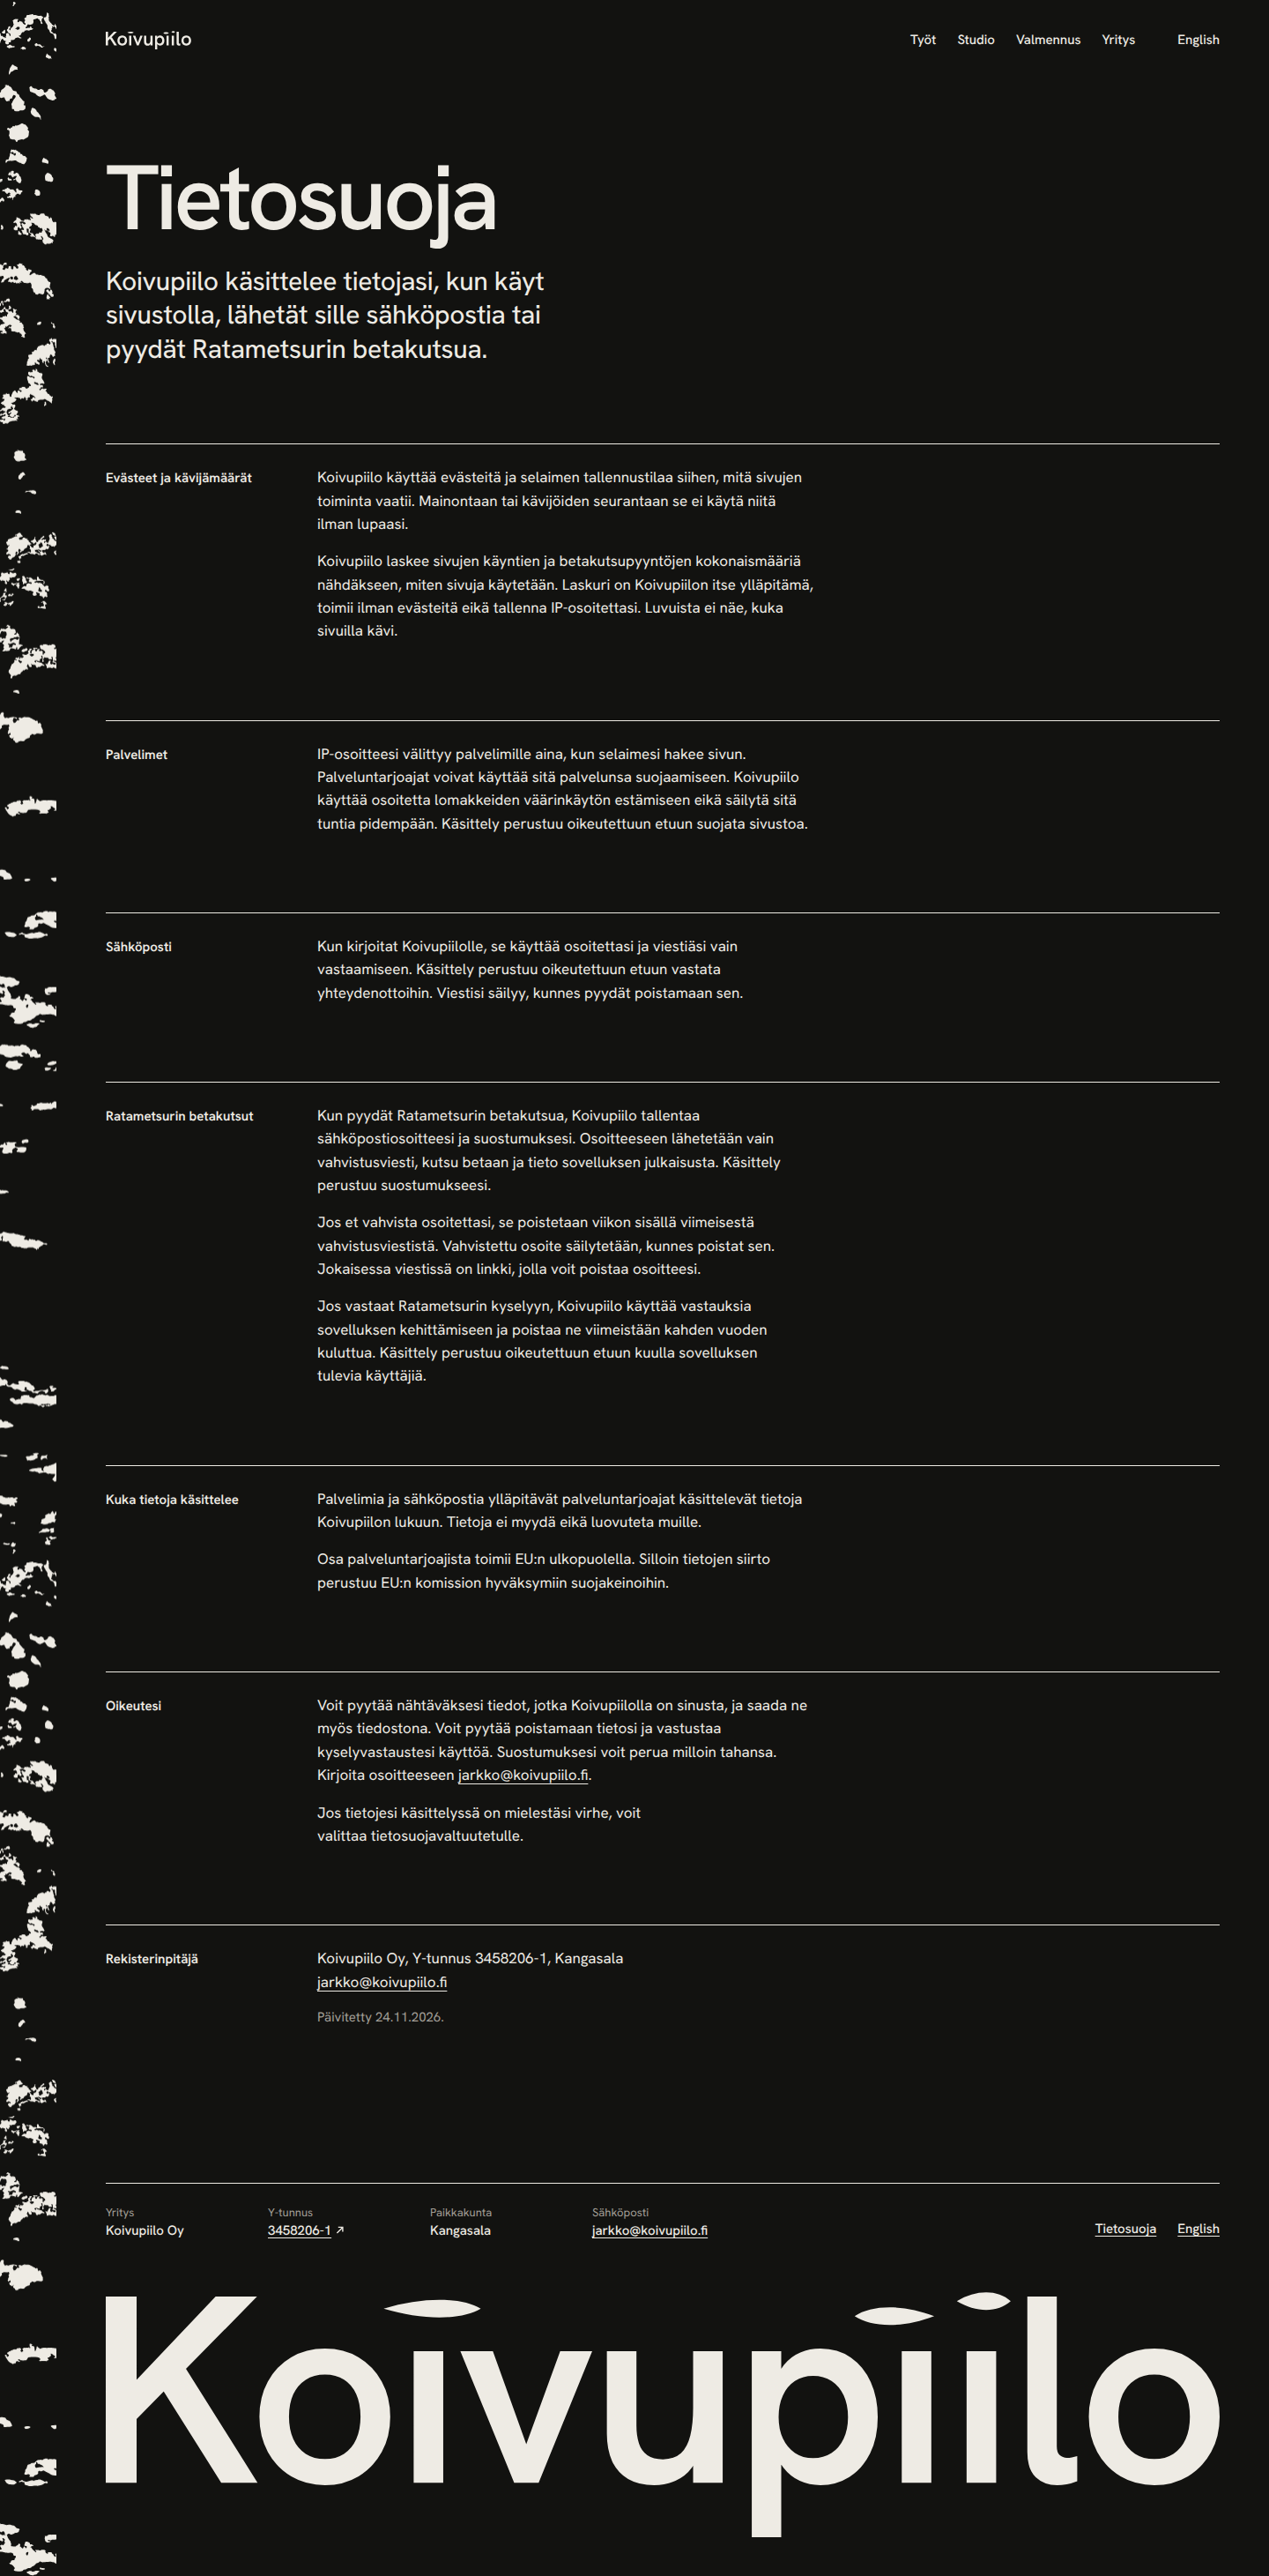 Koivupiilo
Työt Studio Valmennus Yritys English
Tietosuoja
Koivupiilo käsittelee tietojasi, kun käyt
sivustolla, lähetät sille sähköpostia tai
pyydät Ratametsurin betakutsua.
Evästeet ja kävijämäärät
Koivupiilo käyttää evästeitä ja selaimen tallennustilaa siihen, mitä sivujen
toiminta vaatii. Mainontaan tai kävijöiden seurantaan se ei käytä niitä
ilman lupaasi.
Koivupiilo laskee sivujen käyntien ja betakutsupyyntöjen kokonaismääriä
nähdäkseen, miten sivuja käytetään. Laskuri on Koivupiilon itse ylläpitämä,
toimii ilman evästeitä eikä tallenna IP-osoitettasi. Luvuista ei näe, kuka
sivuilla kävi.
Palvelimet
IP-osoitteesi välittyy palvelimille aina, kun selaimesi hakee sivun.
Palveluntarjoajat voivat käyttää sitä palvelunsa suojaamiseen. Koivupiilo
käyttää osoitetta lomakkeiden väärinkäytön estämiseen eikä säilytä sitä
tuntia pidempään. Käsittely perustuu oikeutettuun etuun suojata sivustoa.
Sähköposti
Kun kirjoitat Koivupiilolle, se käyttää osoitettasi ja viestiäsi vain
vastaamiseen. Käsittely perustuu oikeutettuun etuun vastata
yhteydenottoihin. Viestisi säilyy, kunnes pyydät poistamaan sen.
Ratametsurin betakutsut
Kun pyydät Ratametsurin betakutsua, Koivupiilo tallentaa
sähköpostiosoitteesi ja suostumuksesi. Osoitteeseen lähetetään vain
vahvistusviesti, kutsu betaan ja tieto sovelluksen julkaisusta. Käsittely
perustuu suostumukseesi.
Jos et vahvista osoitettasi, se poistetaan viikon sisällä viimeisestä
vahvistusviestistä. Vahvistettu osoite säilytetään, kunnes poistat sen.
Jokaisessa viestissä on linkki, jolla voit poistaa osoitteesi.
Jos vastaat Ratametsurin kyselyyn, Koivupiilo käyttää vastauksia
sovelluksen kehittämiseen ja poistaa ne viimeistään kahden vuoden
kuluttua. Käsittely perustuu oikeutettuun etuun kuulla sovelluksen
tulevia käyttäjiä.
Kuka tietoja käsittelee
Palvelimia ja sähköpostia ylläpitävät palveluntarjoajat käsittelevät tietoja
Koivupiilon lukuun. Tietoja ei myydä eikä luovuteta muille.
Osa palveluntarjoajista toimii EU:n ulkopuolella. Silloin tietojen siirto
perustuu EU:n komission hyväksymiin suojakeinoihin.
Oikeutesi
Voit pyytää nähtäväksesi tiedot, jotka Koivupiilolla on sinusta, ja saada ne
myös tiedostona. Voit pyytää poistamaan tietosi ja vastustaa
kyselyvastaustesi käyttöä. Suostumuksesi voit perua milloin tahansa.
Kirjoita osoitteeseen jarkko@koivupiilo.fi.
Jos tietojesi käsittelyssä on mielestäsi virhe, voit
valittaa tietosuojavaltuutetulle.
Rekisterinpitäjä
Koivupiilo Oy, Y-tunnus 3458206-1, Kangasala
jarkko@koivupiilo.fi
Päivitetty 24.11.2026.
Yritys Y-tunnus Paikkakunta Sähköposti
Koivupiilo Oy 3458206-1 ↗ Kangasala jarkko@koivupiilo.fi Tietosuoja English
Koivupiilo